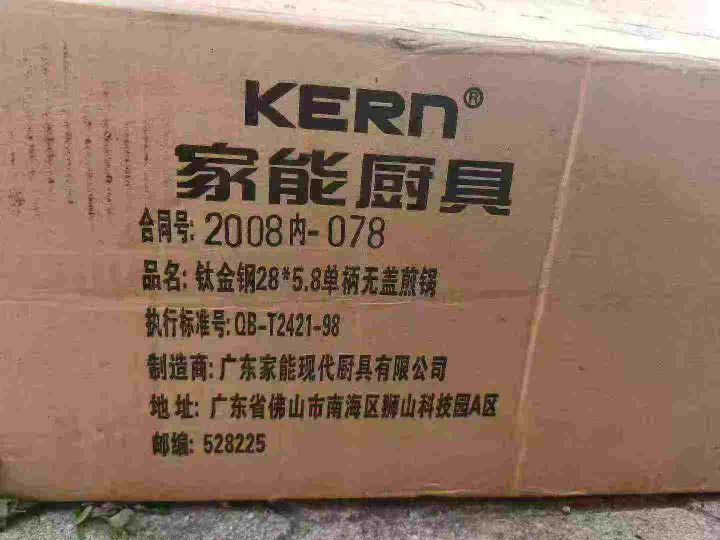 KERN®
家能厨具
合同号: 2008内-078
品名: 钛金钢28*5.8单柄无盖煎锅
执行标准号: QB-T2421-98
制造商: 广东家能现代厨具有限公司
地 址: 广东省佛山市南海区狮山科技园A区
邮编: 528225